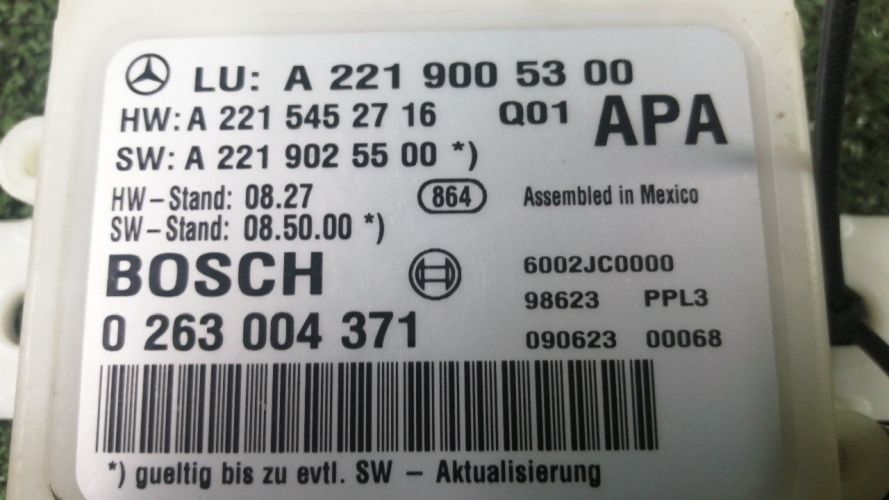 LU: A 221 900 53 00
HW: A 221 545 27 16 Q01 APA
SW: A 221 902 55 00 *)
HW-Stand: 08.27 864 Assembled in Mexico
SW-Stand: 08.50.00 *)
BOSCH 6002JC0000
98623 PPL3
0 263 004 371 090623 00068
*) gueltig bis zu evtl. SW - Aktualisierung